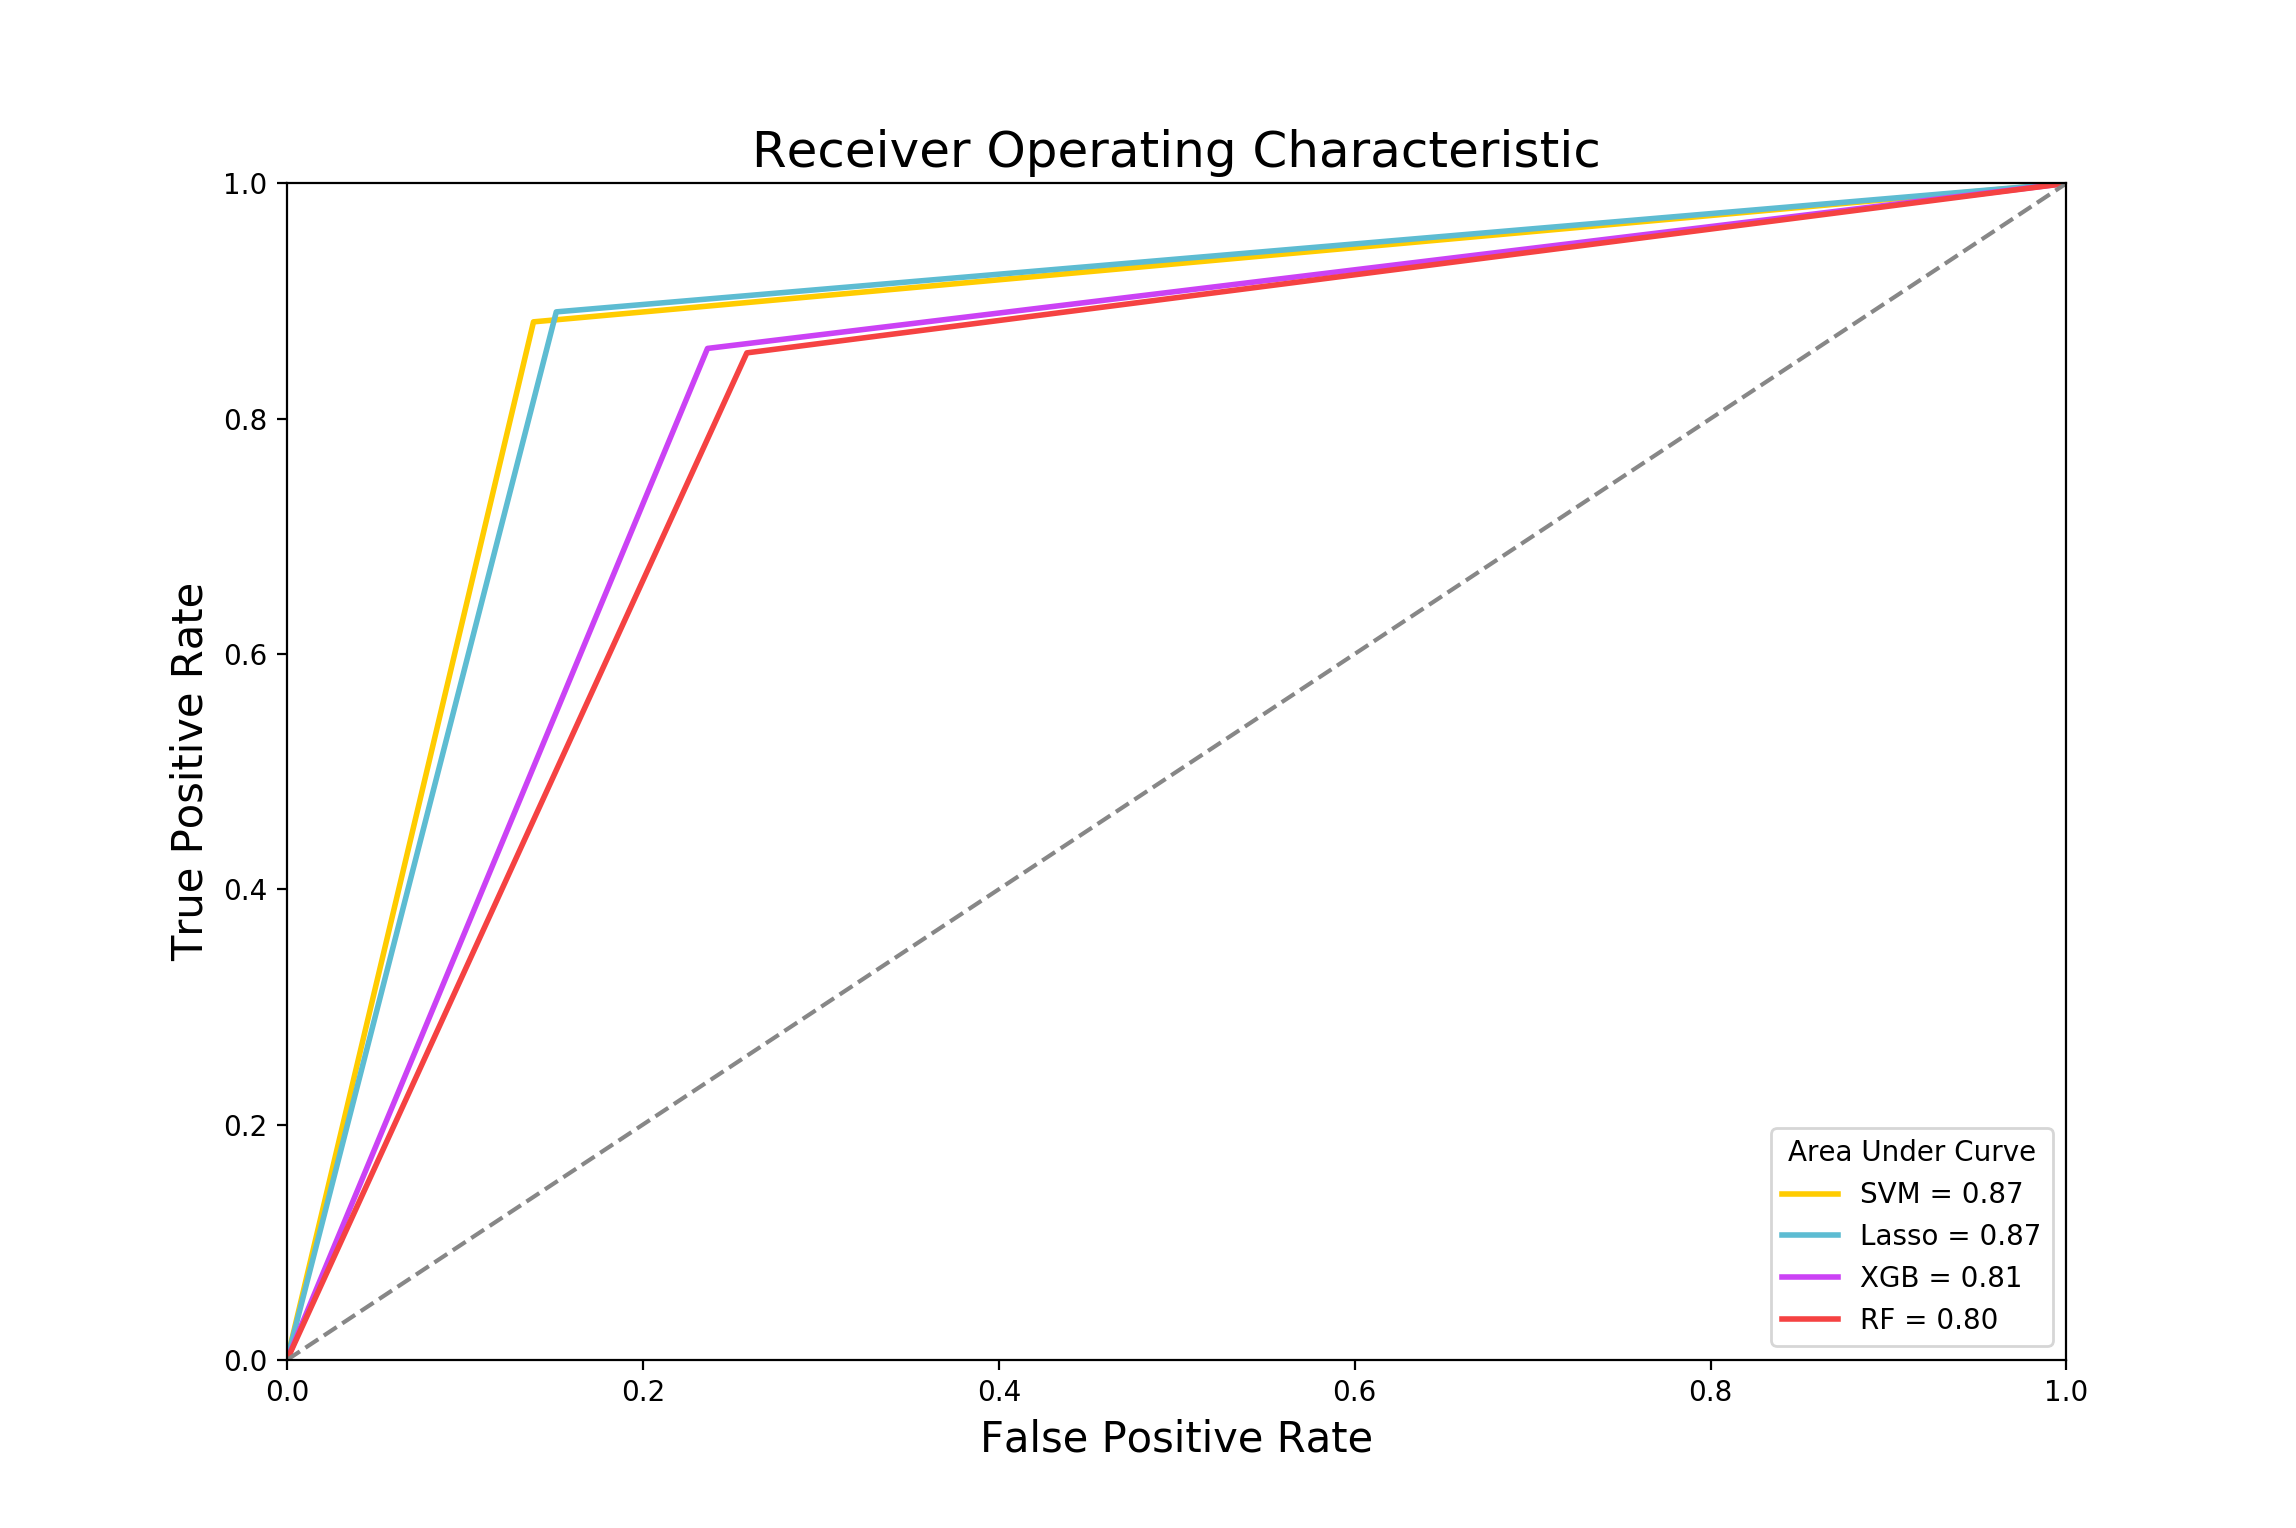 Receiver Operating Characteristic
1.0
0.8
0.6
0.4
0.2
0.0
True Positive Rate
0.0 0.2 0.4 0.6 0.8 1.0
False Positive Rate
Area Under Curve
SVM = 0.87
Lasso = 0.87
XGB = 0.81
RF = 0.80